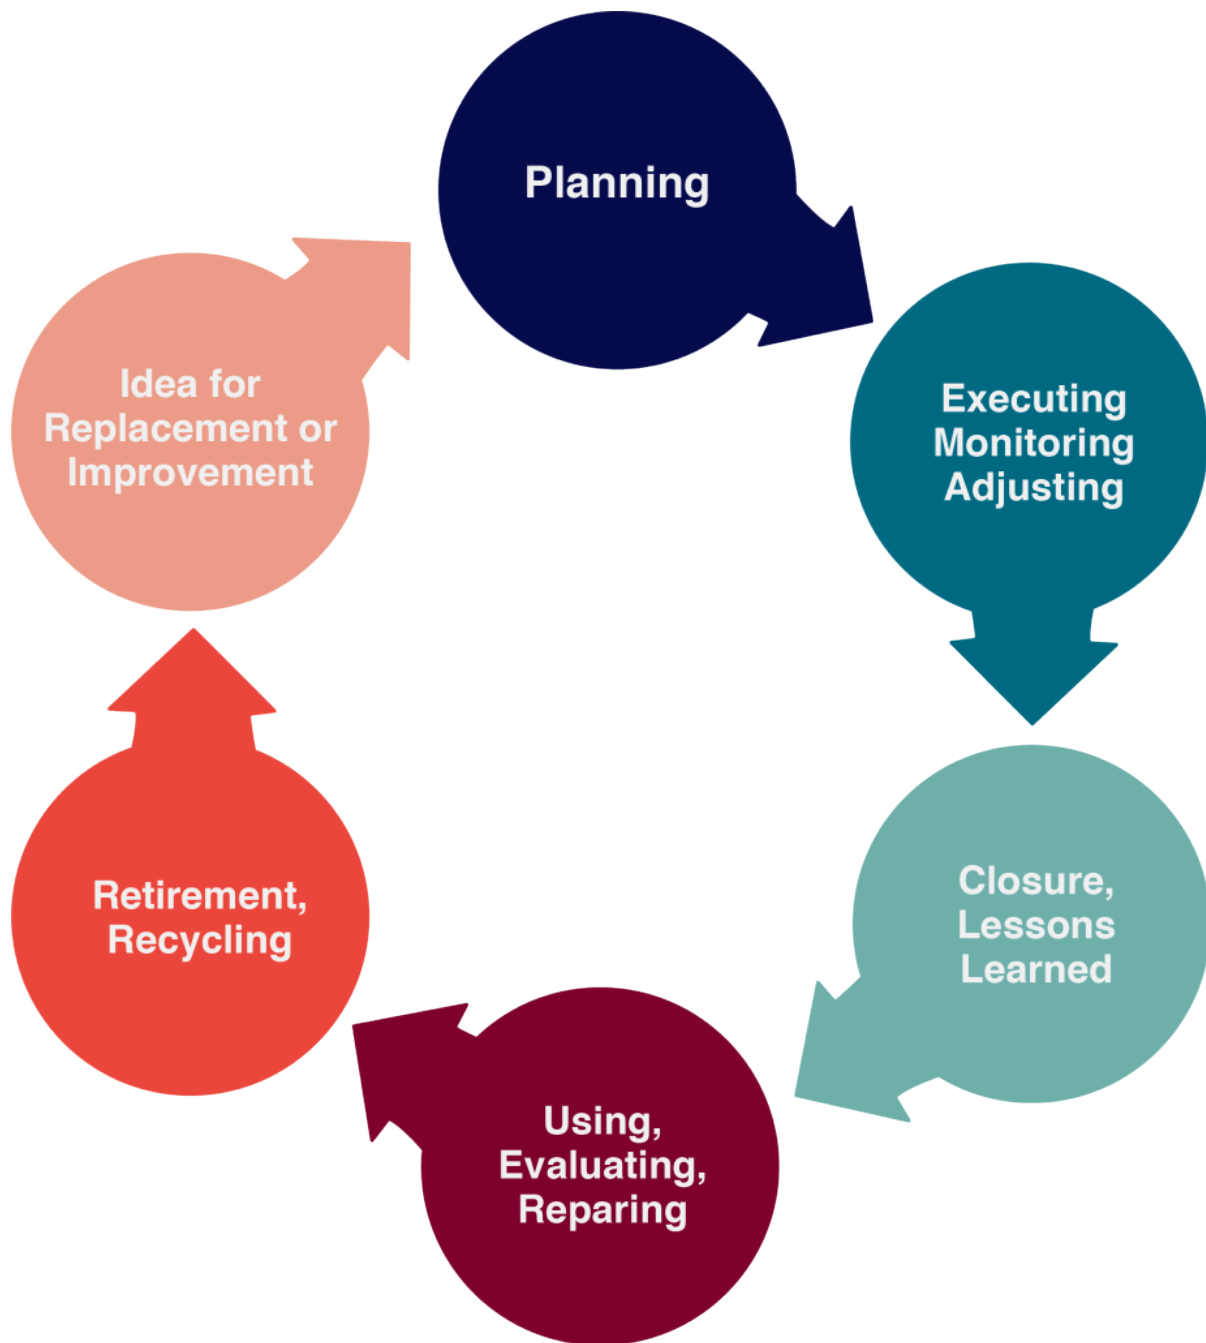 Planning
Executing
Monitoring
Adjusting
Closure,
Lessons
Learned
Using,
Evaluating,
Reparing
Retirement,
Recycling
Idea for
Replacement or
Improvement